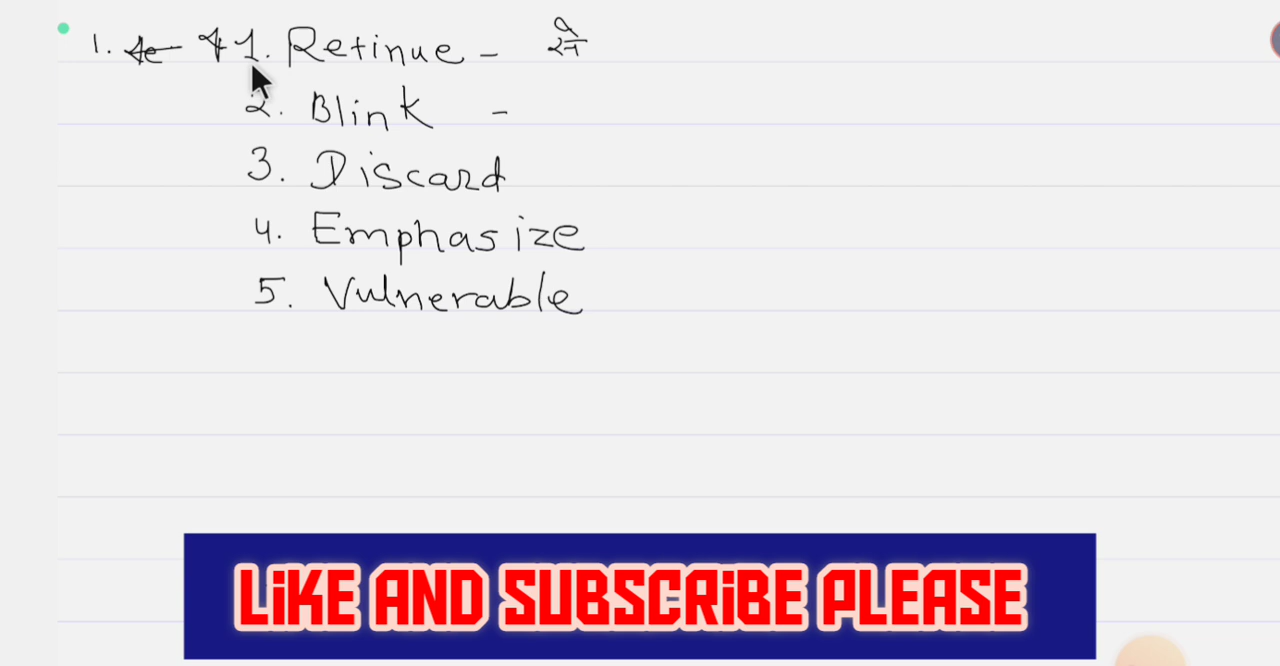 1. 1. Retinue -
2. Blink -
3. Discard
4. Emphasize
5. Vulnerable
LIKE AND SUBSCRIBE PLEASE